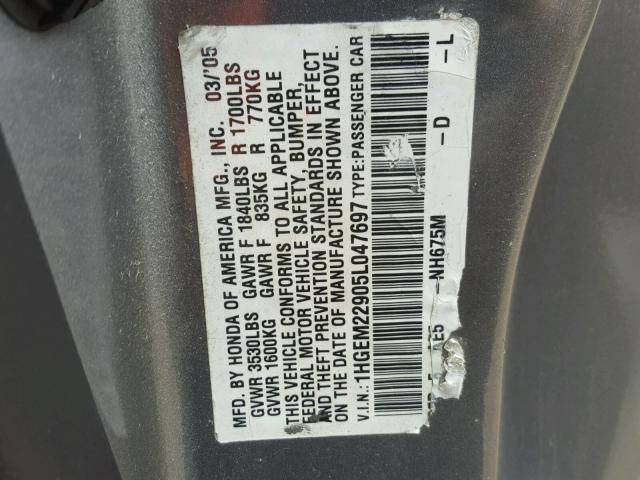 MFD. BY HONDA OF AMERICA MFG., INC. 03/'05
GVWR 3530LBS GAWR F 1840LBS R 1700LBS
GVWR 1600KG GAWR F 835KG R 770KG
THIS VEHICLE CONFORMS TO ALL APPLICABLE
FEDERAL MOTOR VEHICLE SAFETY, BUMPER,
AND THEFT PREVENTION STANDARDS IN EFFECT
ON THE DATE OF MANUFACTURE SHOWN ABOVE.
V.I.N.: 1HGEM22905L047697 TYPE:PASSENGER CAR
NH675M -D -L